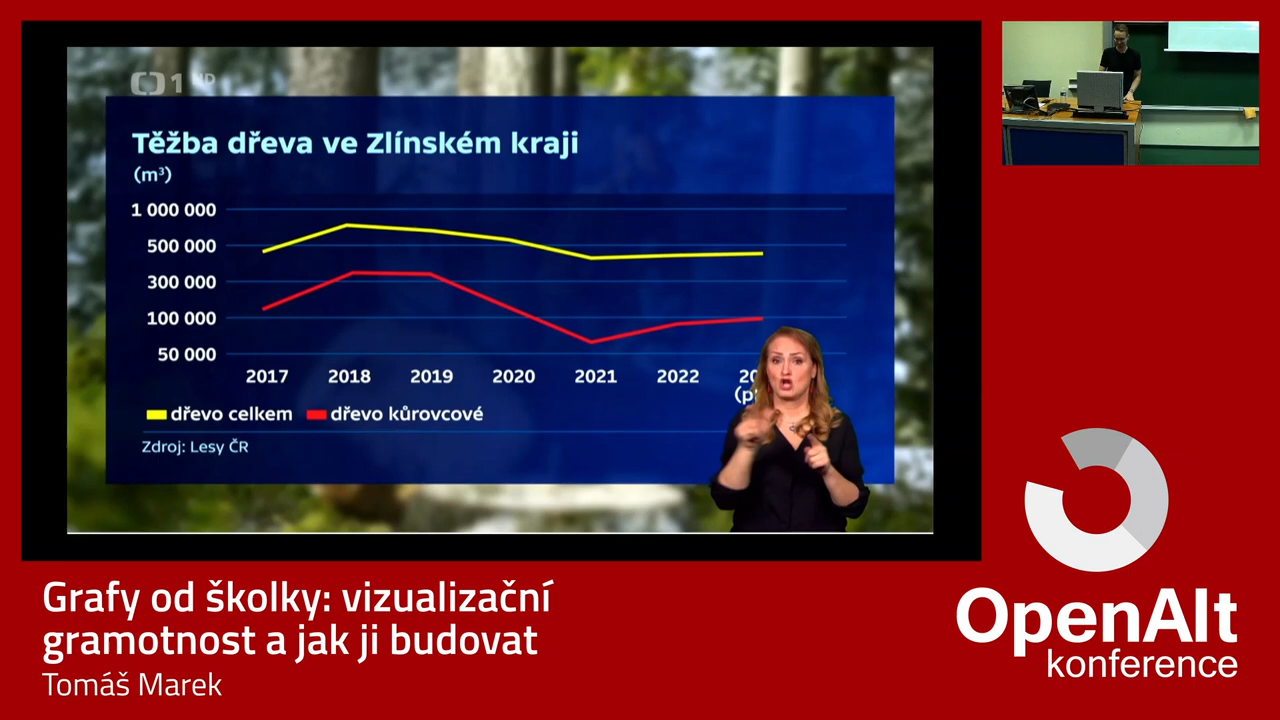 1 HD
Těžba dřeva ve Zlínském kraji
(m³)
1 000 000
500 000
300 000
100 000
50 000
2017 2018 2019 2020 2021 2022
dřevo celkem dřevo kůrovcové
Zdroj: Lesy ČR
Grafy od školky: vizualizační
gramotnost a jak ji budovat
Tomáš Marek
OpenAlt
konference